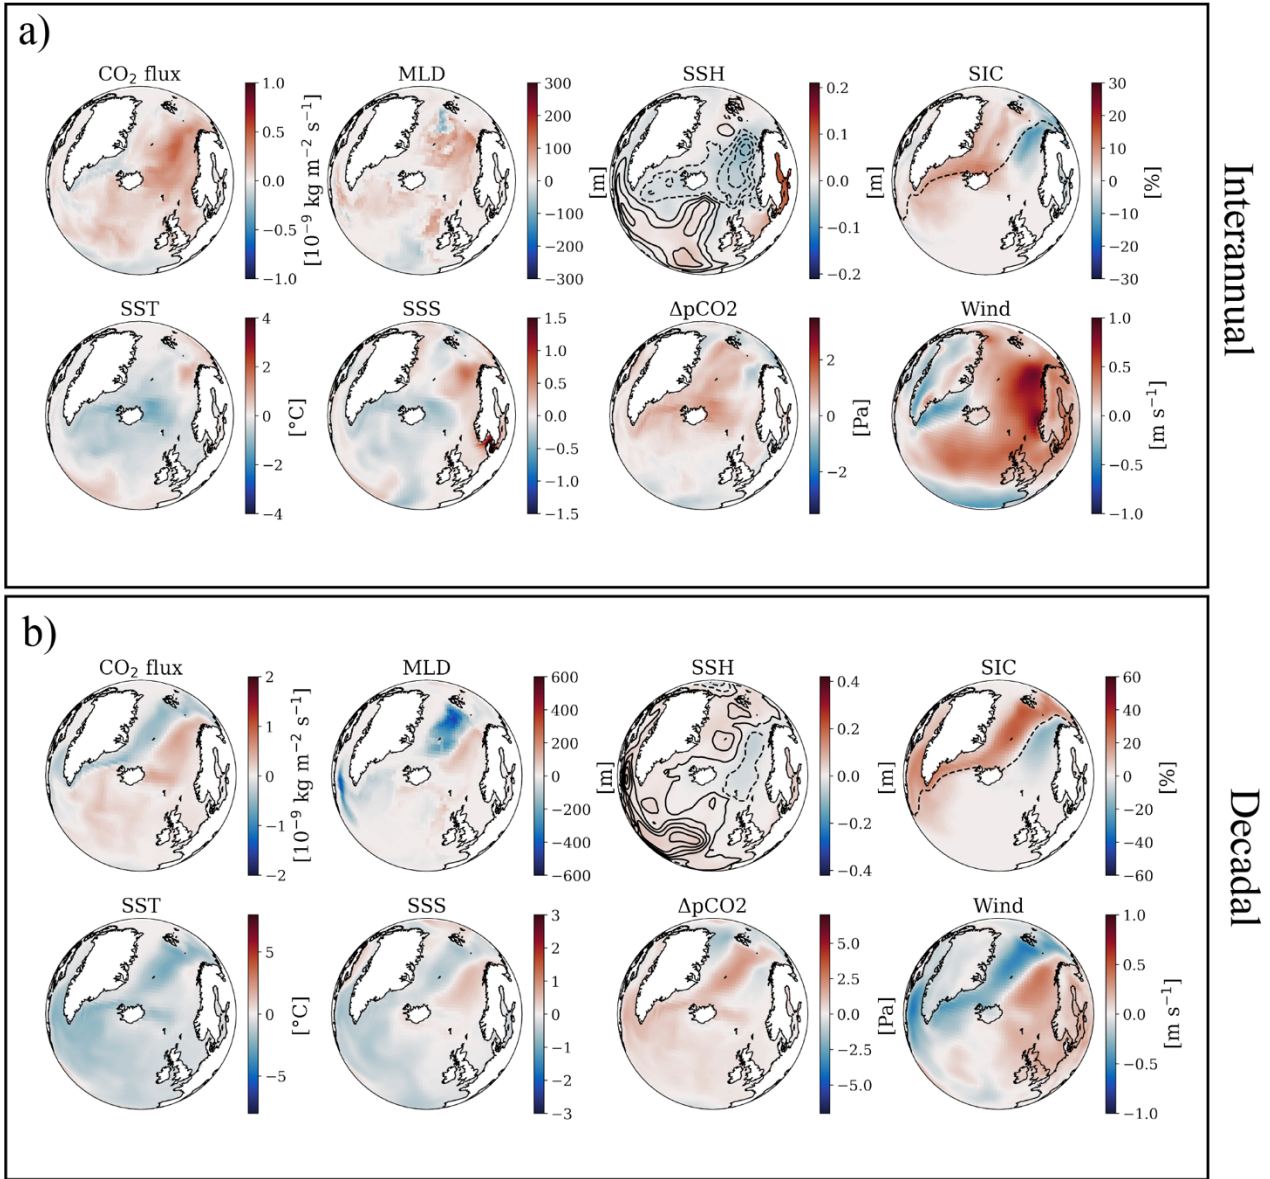 a)
CO₂ flux
1.0
0.5
0.0
−0.5
−1.0
[10⁻⁹ kg m⁻² s⁻¹]
MLD
300
200
100
0
−100
−200
−300
[m]
SSH
0.2
0.1
0.0
−0.1
−0.2
[m]
SIC
30
20
10
0
10
20
30
[%]
SST
4
2
0
−2
−4
[°C]
SSS
1.5
1.0
0.5
0.0
−0.5
−1.0
−1.5
ΔpCO2
2
0
−2
[Pa]
Wind
1.0
0.5
0.0
−0.5
−1.0
[m s⁻¹]
Interannual
b)
CO₂ flux
2
1
0
−1
−2
[10⁻⁹ kg m⁻² s⁻¹]
MLD
600
400
200
0
−200
−400
−600
[m]
SSH
0.4
0.2
0.0
−0.2
−0.4
[m]
SIC
60
40
20
0
−20
−40
−60
[%]
SST
5
0
−5
[°C]
SSS
3
2
1
0
−1
−2
−3
ΔpCO2
5.0
2.5
0.0
−2.5
−5.0
[Pa]
Wind
1.0
0.5
0.0
−0.5
−1.0
[m s⁻¹]
Decadal